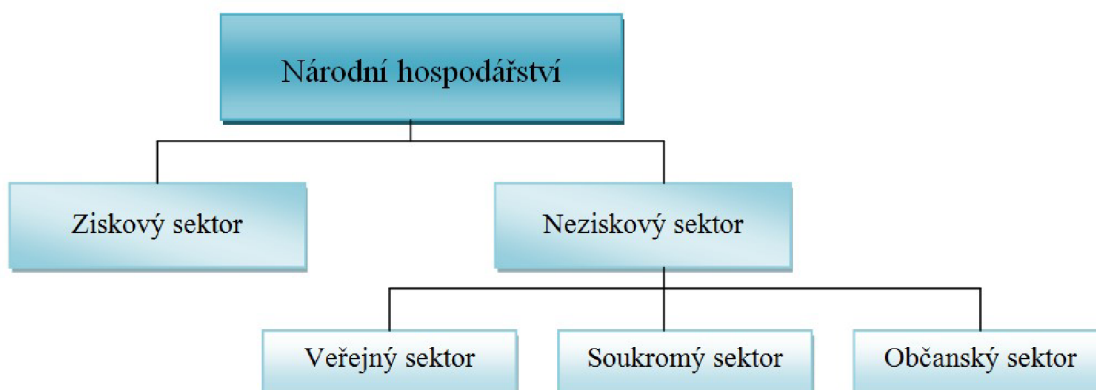 Národní hospodářství
Ziskový sektor
Neziskový sektor
Veřejný sektor
Soukromý sektor
Občanský sektor